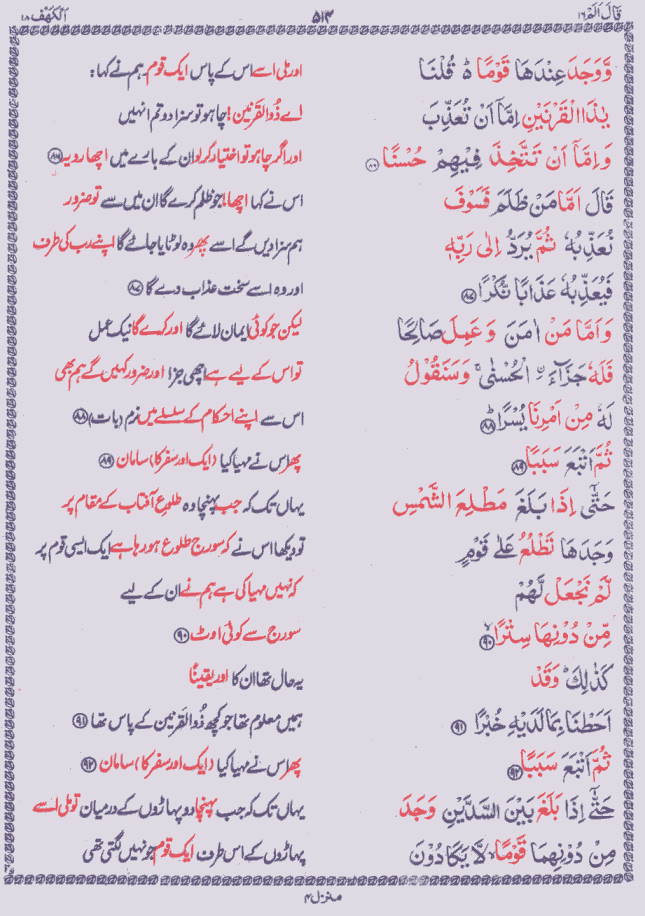 قَالَ اَلَمْ ١٦ ۵۱۳ اَلْکَهْف ۱۸
وَّ وَجَدَ عِنْدَهَا قَوْمًا ؕ۬ قُلْنَا اور ملی اسے اس کے پاس ایک قوم۔ ہم نے کہا:
يٰذَا الْقَرْنَيْنِ اِمَّاۤ اَنْ تُعَذِّبَ اے ذُوالقَرنین! چاہو تو سزا دو تم انہیں
وَ اِمَّاۤ اَنْ تَتَّخِذَ فِيْهِمْ حُسْنًا ﴿۸۶﴾ اور اگر چاہو تو اختیار کر لو ان کے بارے میں اچھا رویہ ﴿۸۶﴾
قَالَ اَمَّا مَنْ ظَلَمَ فَسَوْفَ اس نے کہا اچھا! جو ظلم کرے گا ان میں سے تو ضرور
نُعَذِّبُهٗ ثُمَّ يُرَدُّ اِلٰى رَبِّهٖ ہم سزا دیں گے اسے پھر وہ لوٹایا جائے گا اپنے رب کی طرف
فَيُعَذِّبُهٗ عَذَابًا نُّكْرًا ﴿۸۷﴾ اور وہ اسے سخت عذاب دے گا ﴿۸۷﴾
وَ اَمَّا مَنْ اٰمَنَ وَ عَمِلَ صَالِحًا لیکن جو کوئی ایمان لائے گا اور کرے گا نیک عمل
فَلَهٗ جَزَآءَ ۨ الْحُسْنٰى ۚ وَ سَنَقُوْلُ تو اس کے لیے ہے اچھی جزا اور ضرور کہیں گے ہم بھی
لَهٗ مِنْ اَمْرِنَا يُسْرًا ؕ﴿۸۸﴾ اس سے اپنے احکام کے سلسلے میں نرم (بات) ﴿۸۸﴾
ثُمَّ اَتْبَعَ سَبَبًا ﴿۸۹﴾ پھر اس نے مہیا کیا (ایک اور سفر کا) سامان ﴿۸۹﴾
حَتّٰۤى اِذَا بَلَغَ مَطْلِعَ الشَّمْسِ یہاں تک کہ جب پہنچا وہ طلوعِ آفتاب کے مقام پر
وَجَدَهَا تَطْلُعُ عَلٰى قَوْمٍ تو دیکھا اس نے کہ سورج طلوع ہو رہا ہے ایک ایسی قوم پر
لَّمْ نَجْعَلْ لَّهُمْ کہ نہیں مہیا کی ہے ہم نے ان کے لیے
مِّنْ دُوْنِهَا سِتْرًا ۙ﴿۹۰﴾ سورج سے کوئی اوٹ ﴿۹۰﴾
كَذٰلِكَ ؕ وَ قَدْ یہ حال تھا ان کا اور یقیناً
اَحَطْنَا بِمَا لَدَيْهِ خُبْرًا ﴿۹۱﴾ ہمیں معلوم تھا جو کچھ ذُوالقَرنین کے پاس تھا ﴿۹۱﴾
ثُمَّ اَتْبَعَ سَبَبًا ﴿۹۲﴾ پھر اس نے مہیا کیا (ایک اور سفر کا) سامان ﴿۹۲﴾
حَتّٰۤى اِذَا بَلَغَ بَيْنَ السَّدَّيْنِ وَجَدَ یہاں تک کہ جب پہنچا دو پہاڑوں کے درمیان تو ملی اسے
مِنْ دُوْنِهِمَا قَوْمًا ۙ لَّا يَكَادُوْنَ پہاڑوں کے اس طرف ایک قوم جو نہیں لگتی تھی
منزل ۴